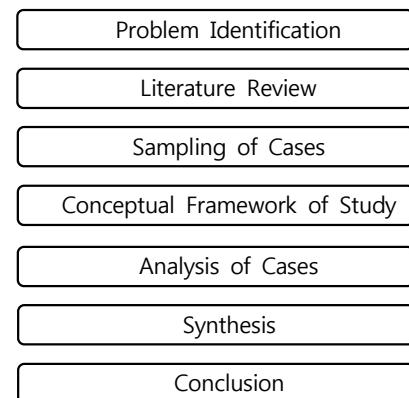 Problem Identification
Literature Review
Sampling of Cases
Conceptual Framework of Study
Analysis of Cases
Synthesis
Conclusion